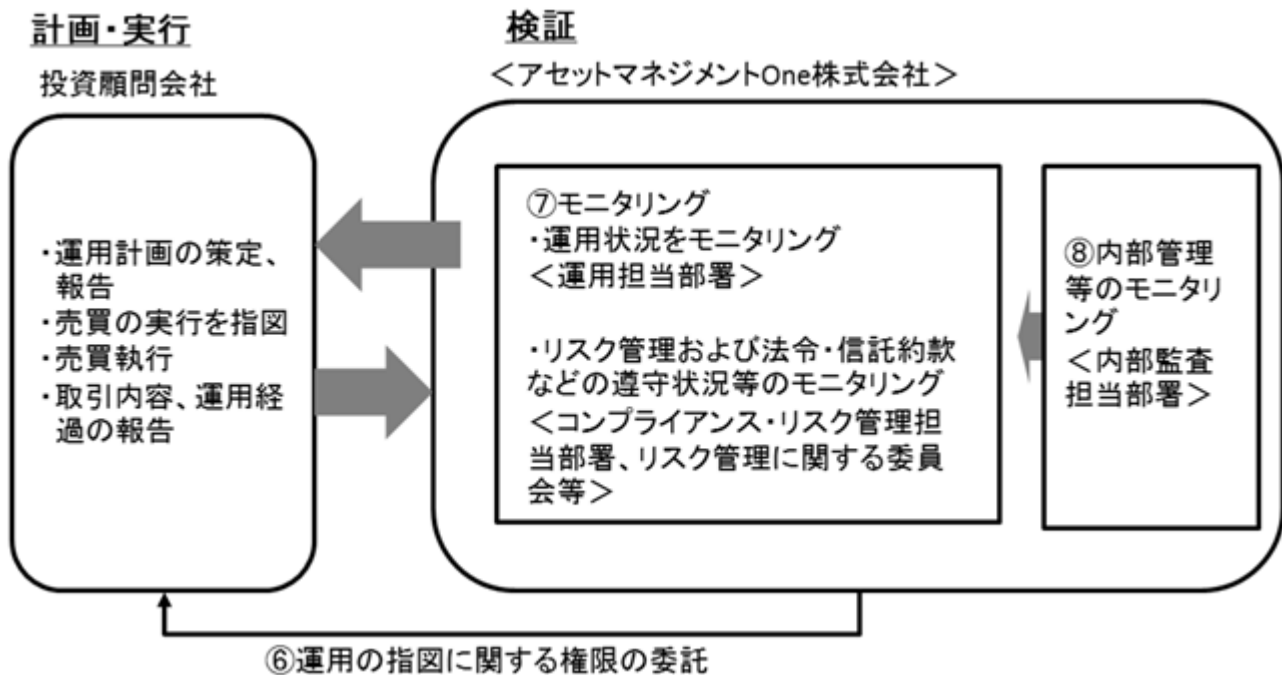 計画・実行
投資顧問会社
・運用計画の策定、
報告
・売買の実行を指図
・売買執行
・取引内容、運用経
過の報告
検証
＜アセットマネジメントOne株式会社＞
⑦モニタリング
・運用状況をモニタリング
＜運用担当部署＞
・リスク管理および法令・信託約款
などの遵守状況等のモニタリング
＜コンプライアンス・リスク管理担
当部署、リスク管理に関する委員
会等＞
⑧内部管理
等のモニタリ
ング
＜内部監査
担当部署＞
⑥運用の指図に関する権限の委託